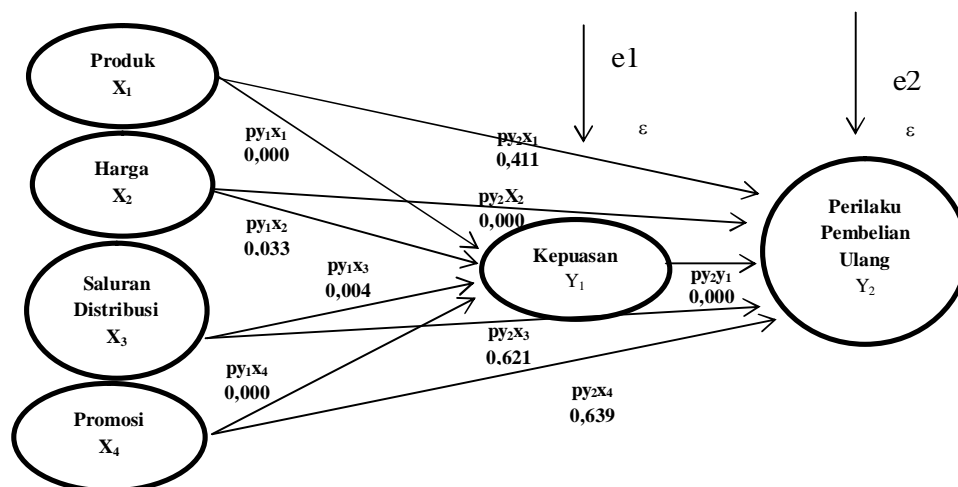 Produk
X₁
Harga
X₂
Saluran
Distribusi
X₃
Promosi
X₄
py₁x₁
0,000
py₁x₂
0,033
py₁x₃
0,004
py₁x₄
0,000
py₂x₁
0,411
py₂X₂
0,000
py₂x₃
0,621
py₂x₄
0,639
Kepuasan
Y₁
py₂y₁
0,000
e1
ε
e2
ε
Perilaku
Pembelian
Ulang
Y₂